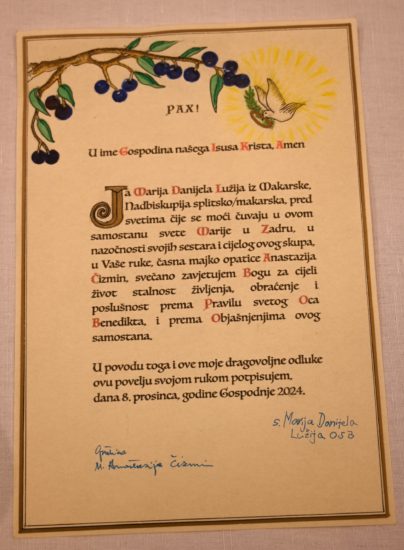 PAX!
U ime Gospodina našega Isusa Krista, Amen
Ja Marija Danijela Lužija iz Makarske,
Nadbiskupija splitsko/makarska, pred
svetima čije se moći čuvaju u ovom
samostanu svete Marije u Zadru, u
nazočnosti svojih sestara i cijelog ovog skupa,
u Vaše ruke, časna majko opatice Anastazija
Čizmin, svečano zavjetujem Bogu za cijeli
život stalnost življenja, obraćenje i
poslušnost prema Pravilu svetog Oca
Benedikta, i prema Objašnjenjima ovog
samostana.
U povodu toga i ove moje dragovoljne odluke
ovu povelju svojom rukom potpisujem,
dana 8. prosinca, godine Gospodnje 2024.
s. Marija Danijela
OSB
M. Anastazija Čizmin